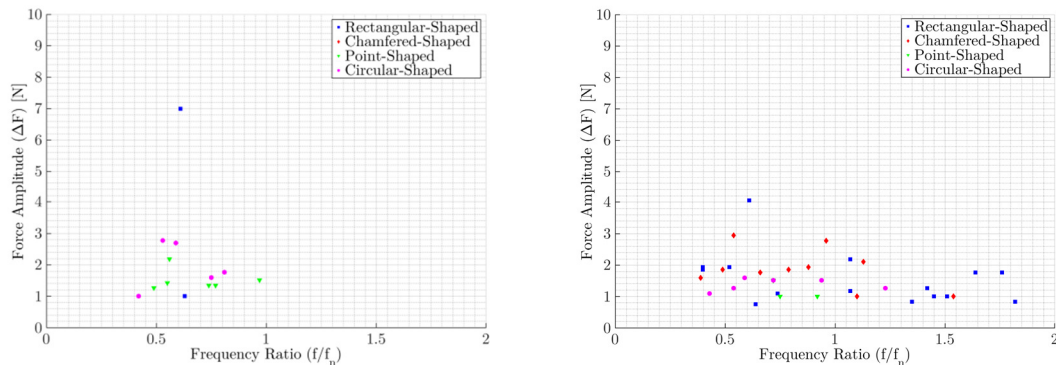 10
9
8
7
6
5
4
3
2
1
0
Force Amplitude (ΔF) [N]
Rectangular-Shaped
Chamfered-Shaped
Point-Shaped
Circular-Shaped
0 0.5 1 1.5 2
Frequency Ratio (f/fn)
10
9
8
7
6
5
4
3
2
1
0
Force Amplitude (ΔF) [N]
Rectangular-Shaped
Chamfered-Shaped
Point-Shaped
Circular-Shaped
0 0.5 1 1.5 2
Frequency Ratio (f/fn)